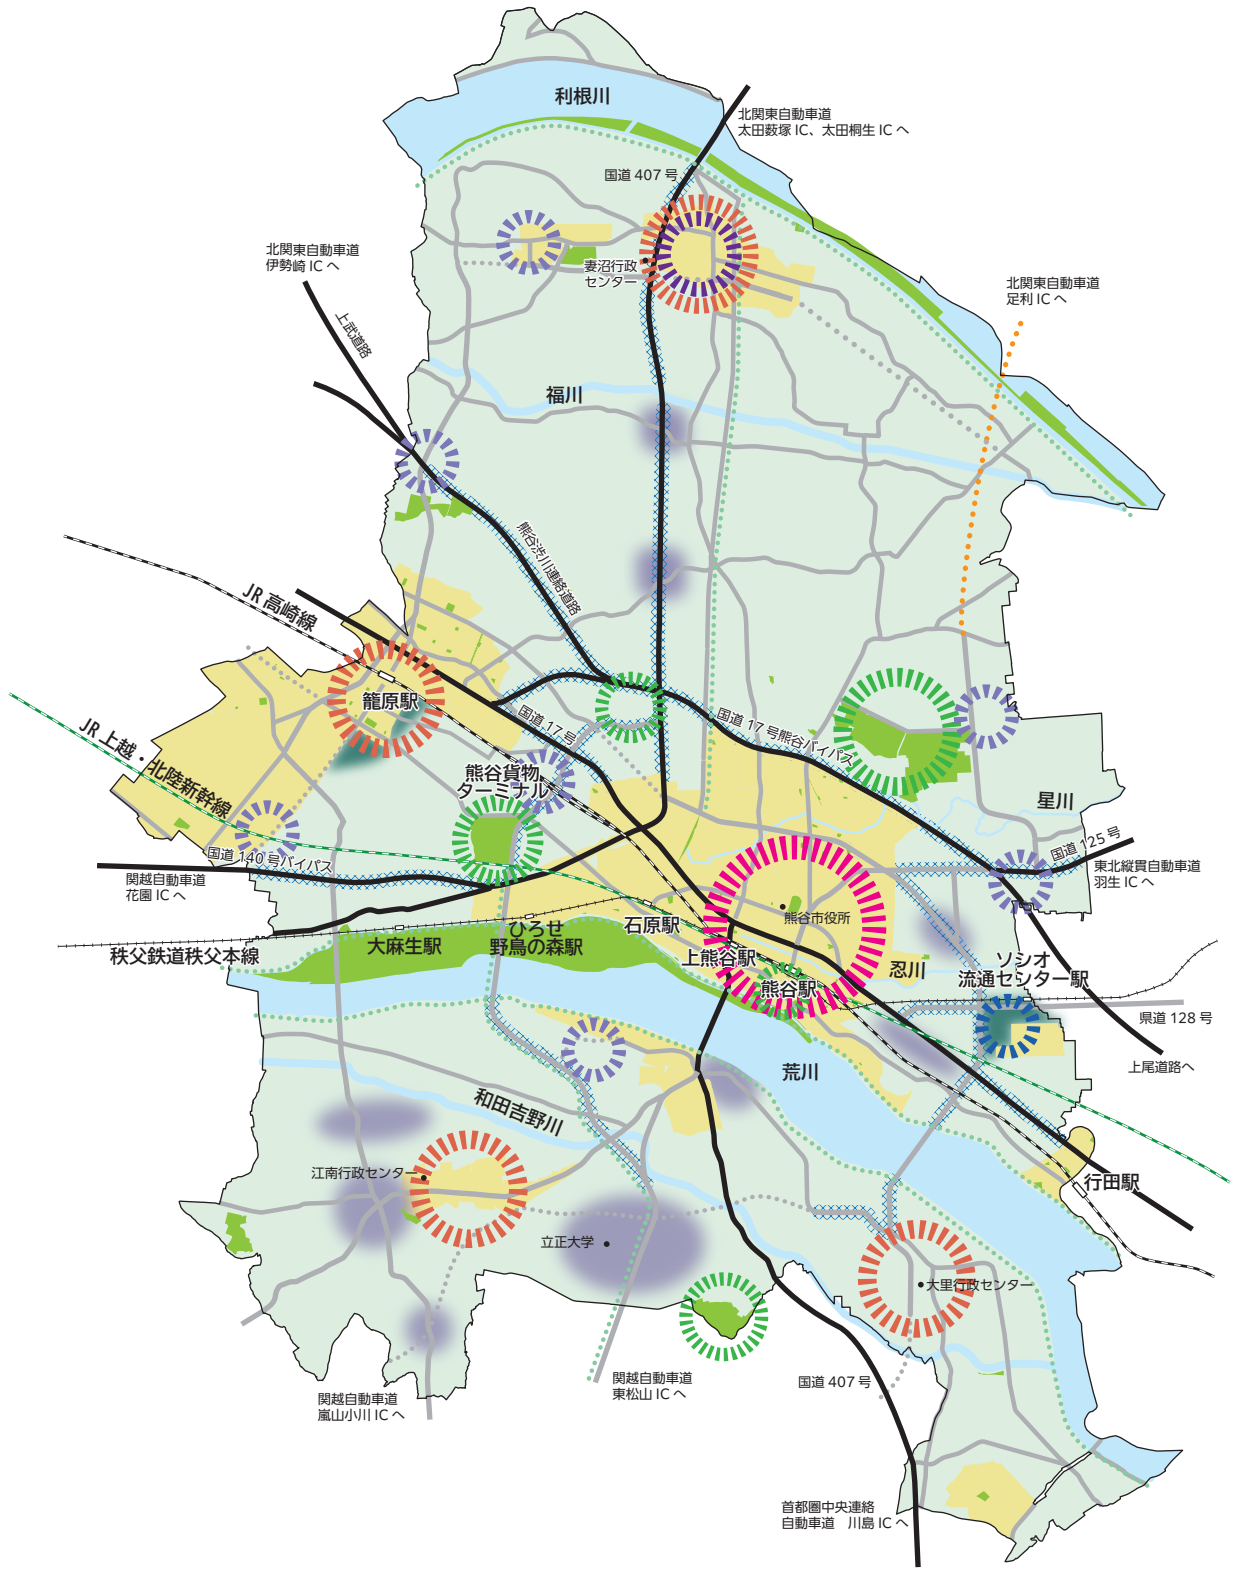 利根川
北関東自動車道
太田薮塚 IC、太田桐生 IC へ
国道 407 号
北関東自動車道
伊勢崎 IC へ
妻沼行政
センター
北関東自動車道
足利 IC へ
上武道路
福川
熊谷渋川連絡道路
JR 高崎線
籠原駅
国道 17 号
国道 17 号熊谷バイパス
JR 上越・北陸新幹線
熊谷貨物
ターミナル
星川
国道 140 号バイパス
国道 125 号
関越自動車道
花園 IC へ
東北縦貫自動車道
羽生 IC へ
熊谷市役所
石原駅
ひろせ
野鳥の森駅
大麻生駅
秩父鉄道秩父本線
上熊谷駅
熊谷駅
忍川
ソシオ
流通センター駅
県道 128 号
上尾道路へ
荒川
和田吉野川
江南行政センター
行田駅
立正大学
大里行政センター
関越自動車道
嵐山小川 IC へ
関越自動車道
東松山 IC へ
国道 407 号
首都圏中央連絡
自動車道　川島 IC へ